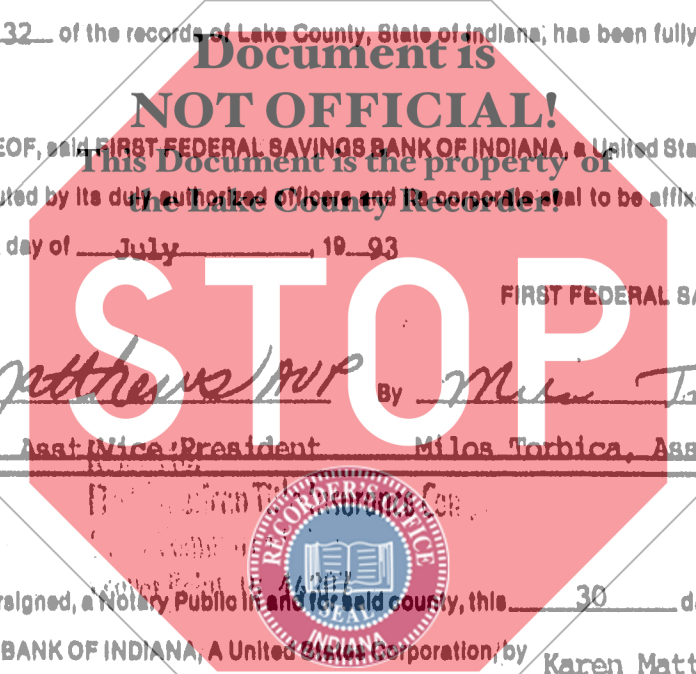 32 of the records of Lake County, State of Indiana, has been fully
Document is
NOT OFFICIAL!
EOF, said FIRST FEDERAL SAVINGS BANK OF INDIANA, a United Sta
This Document is the property of
uted by its duly authorized officers and its corporate seal to be affix
the Lake County Recorder!
day of July, 19 93
STOP
FIRST FEDERAL SA
Matthews AVP By
Asst Vice President Milos Torbica, Ass
Title Insurance
RECORDER'S OFFICE
SEAL
INDIANA
rsigned, a Notary Public in and for said county, this 30 d
BANK OF INDIANA, A United States Corporation, by Karen Matt